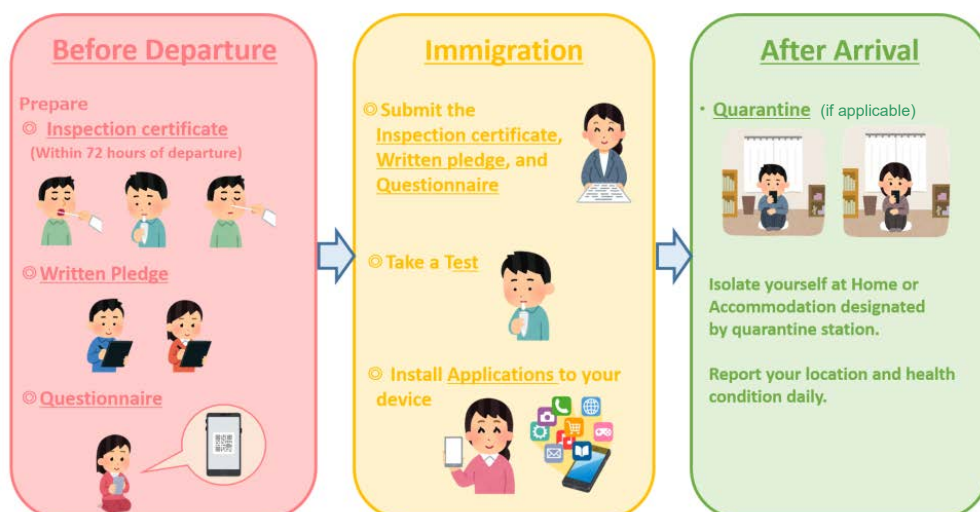 Before Departure
Prepare
◎ Inspection certificate
(Within 72 hours of departure)
◎Written Pledge
◎Questionnaire
Immigration
◎Submit the
Inspection certificate,
Written pledge, and
Questionnaire
◎Take a Test
◎ Install Applications to your
device
After Arrival
・Quarantine (if applicable)
Isolate yourself at Home or
Accommodation designated
by quarantine station.
Report your location and health
condition daily.